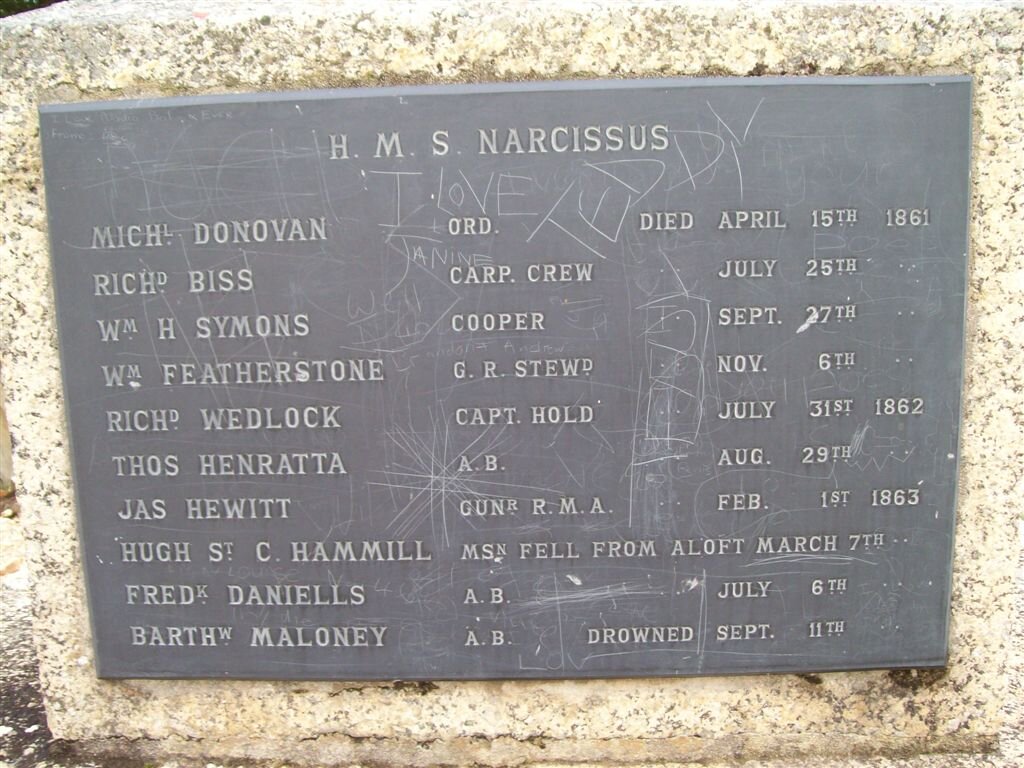 H. M. S. NARCISSUS
MICHL DONOVAN ORD. DIED APRIL 15TH 1861
RICHD BISS CARP. CREW .. JULY 25TH ..
WM H SYMONS COOPER .. SEPT. 27TH ..
WM FEATHERSTONE G. R. STEWD .. NOV. 6TH ..
RICHD WEDLOCK CAPT. HOLD .. JULY 31ST 1862
THOS HENRATTA A.B. .. AUG. 29TH ..
JAS HEWITT GUNR R.M.A. .. FEB. 1ST 1863
HUGH ST C. HAMMILL MSN FELL FROM ALOFT MARCH 7TH ..
FREDK DANIELLS A.B. .. JULY 6TH ..
BARTHW MALONEY A.B. DROWNED SEPT. 11TH ..
I LOVE
TED
JANINE